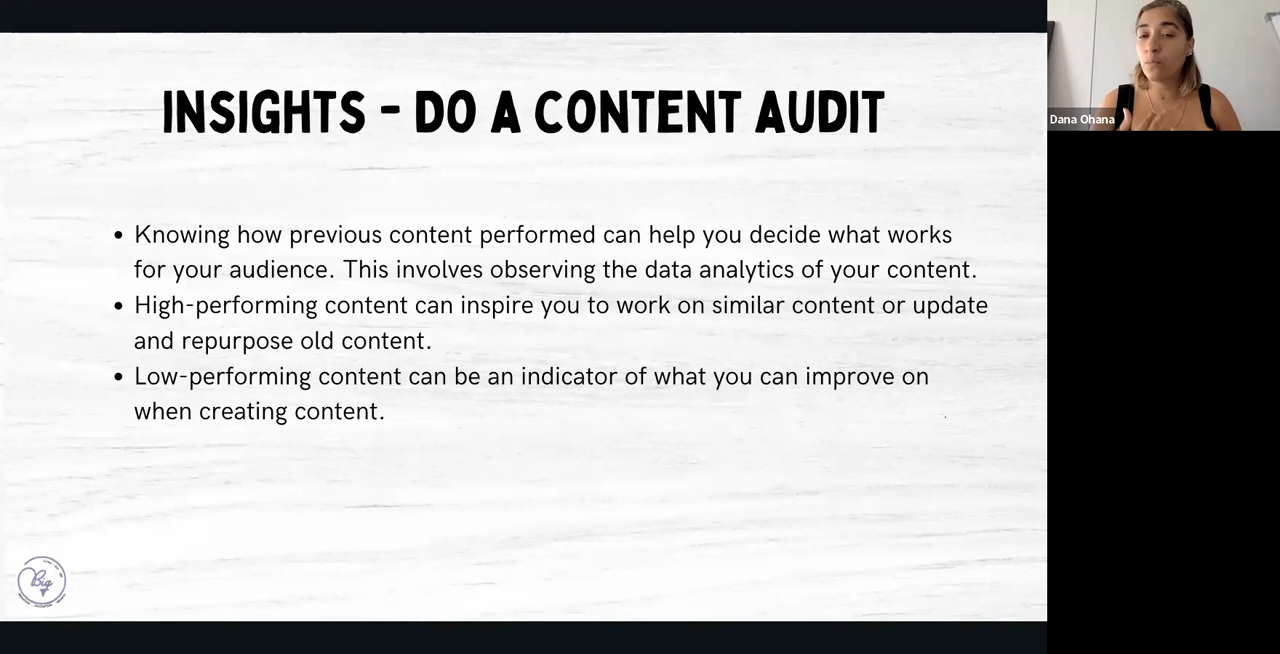 INSIGHTS - DO A CONTENT AUDIT
• Knowing how previous content performed can help you decide what works
for your audience. This involves observing the data analytics of your content.
• High-performing content can inspire you to work on similar content or update
and repurpose old content.
• Low-performing content can be an indicator of what you can improve on
when creating content.
Dana Ohana
Big